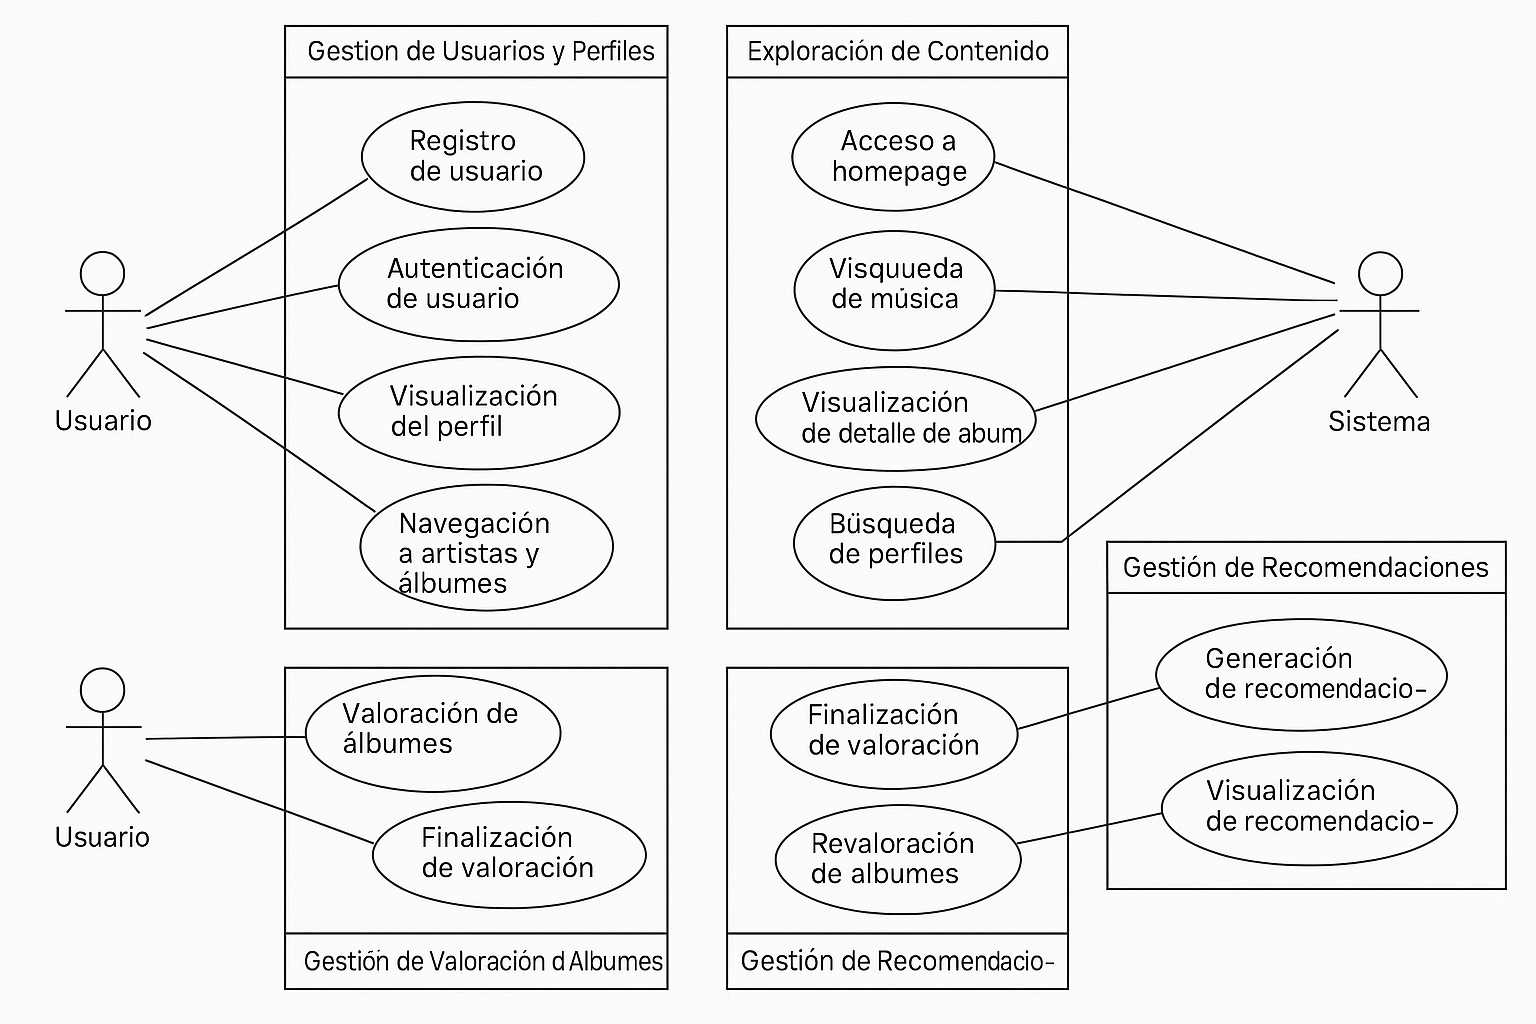 Gestion de Usuarios y Perfiles
Registro
de usuario
Autenticación
de usuario
Visualización
del perfil
Navegación
a artistas y
álbumes
Usuario
Exploración de Contenido
Acceso a
homepage
Visquueda
de música
Visualización
de detalle de abum
Büsqueda
de perfiles
Sistema
Gestión de Recomendaciones
Generación
de recomendacio-
Visualización
de recomendacio-
Usuario
Valoración de
álbumes
Finalización
de valoración
Gestión de Valoración d Albumes
Finalización
de valoración
Revaloración
de albumes
Gestión de Recomendacio-